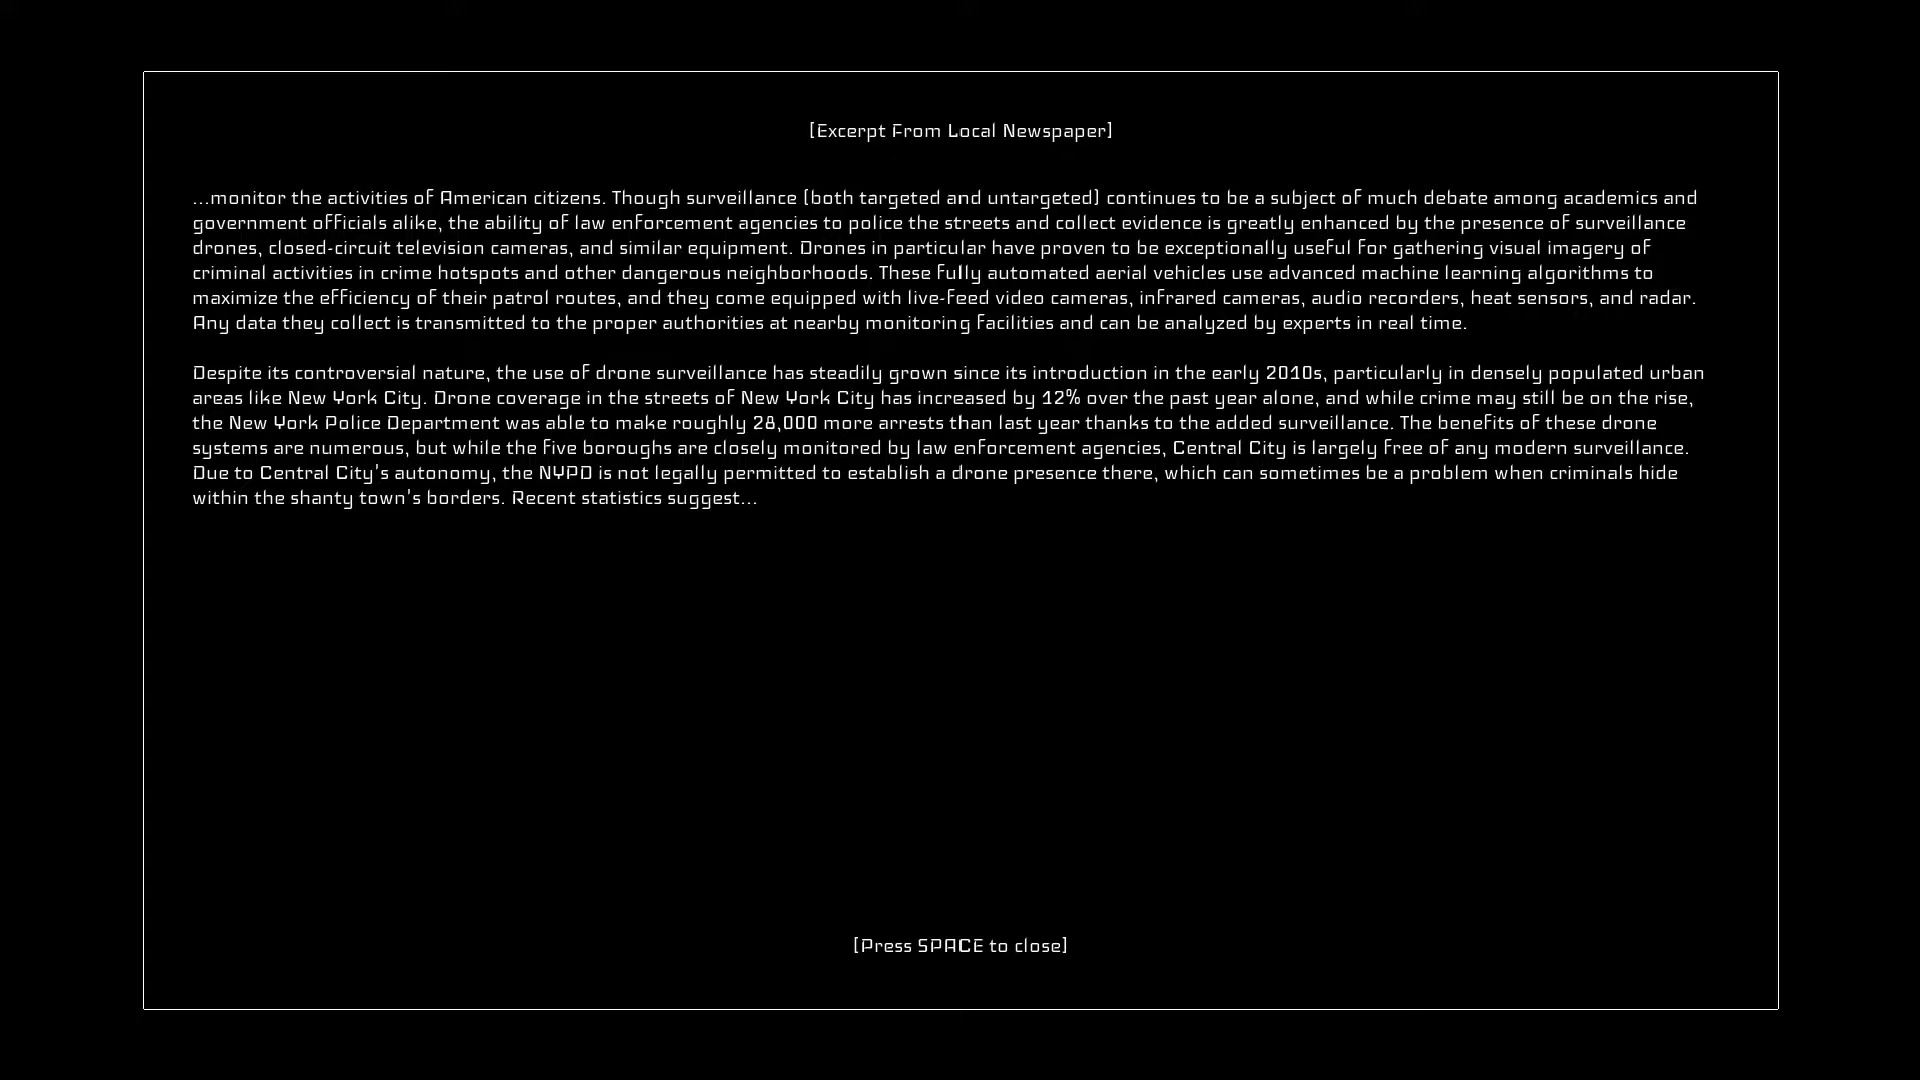 [Excerpt From Local Newspaper]
...monitor the activities of American citizens. Though surveillance (both targeted and untargeted) continues to be a subject of much debate among academics and
government officials alike, the ability of law enforcement agencies to police the streets and collect evidence is greatly enhanced by the presence of surveillance
drones, closed-circuit television cameras, and similar equipment. Drones in particular have proven to be exceptionally useful for gathering visual imagery of
criminal activities in crime hotspots and other dangerous neighborhoods. These fully automated aerial vehicles use advanced machine learning algorithms to
maximize the efficiency of their patrol routes, and they come equipped with live-feed video cameras, infrared cameras, audio recorders, heat sensors, and radar.
Any data they collect is transmitted to the proper authorities at nearby monitoring facilities and can be analyzed by experts in real time.
Despite its controversial nature, the use of drone surveillance has steadily grown since its introduction in the early 2010s, particularly in densely populated urban
areas like New York City. Drone coverage in the streets of New York City has increased by 12% over the past year alone, and while crime may still be on the rise,
the New York Police Department was able to make roughly 28,000 more arrests than last year thanks to the added surveillance. The benefits of these drone
systems are numerous, but while the five boroughs are closely monitored by law enforcement agencies, Central City is largely free of any modern surveillance.
Due to Central City's autonomy, the NYPD is not legally permitted to establish a drone presence there, which can sometimes be a problem when criminals hide
within the shanty town's borders. Recent statistics suggest...
[Press SPACE to close]